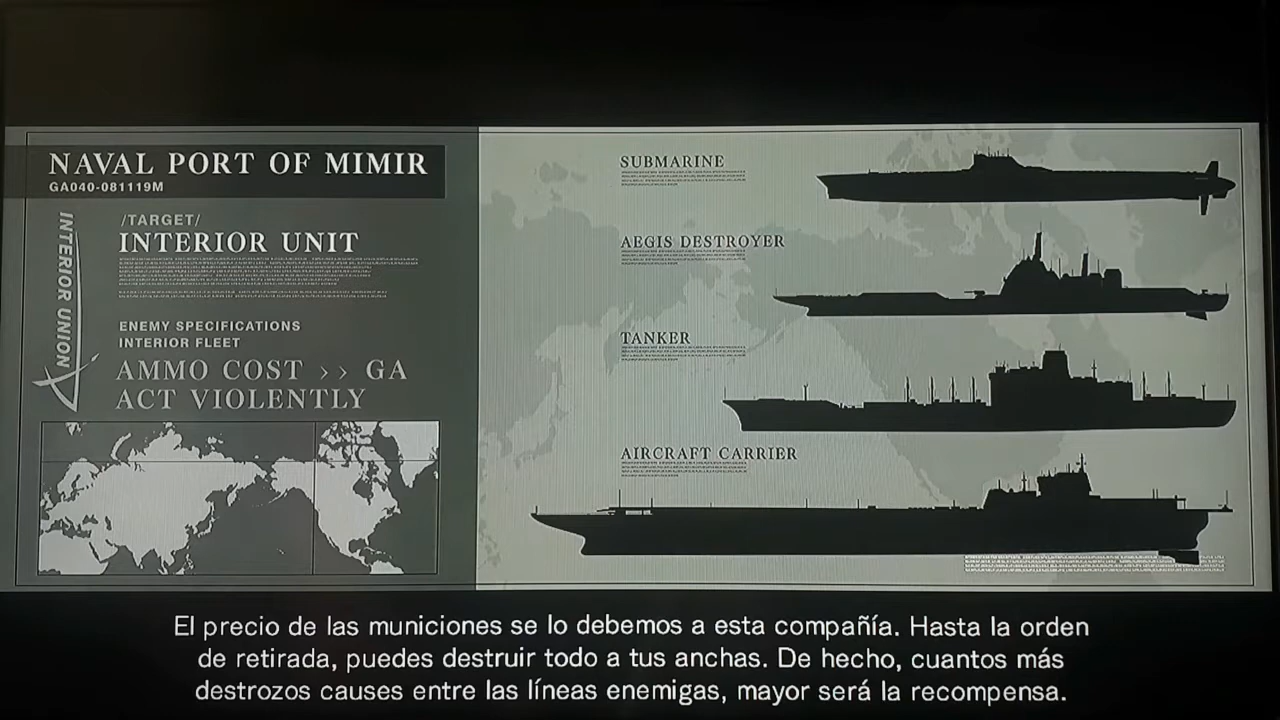 NAVAL PORT OF MIMIR
GA040-081119M
INTERIOR UNION
/TARGET/
INTERIOR UNIT
ENEMY SPECIFICATIONS
INTERIOR FLEET
AMMO COST >> GA
ACT VIOLENTLY
SUBMARINE
AEGIS DESTROYER
TANKER
AIRCRAFT CARRIER
El precio de las municiones se lo debemos a esta compañía. Hasta la orden
de retirada, puedes destruir todo a tus anchas. De hecho, cuantos más
destrozos causes entre las líneas enemigas, mayor será la recompensa.